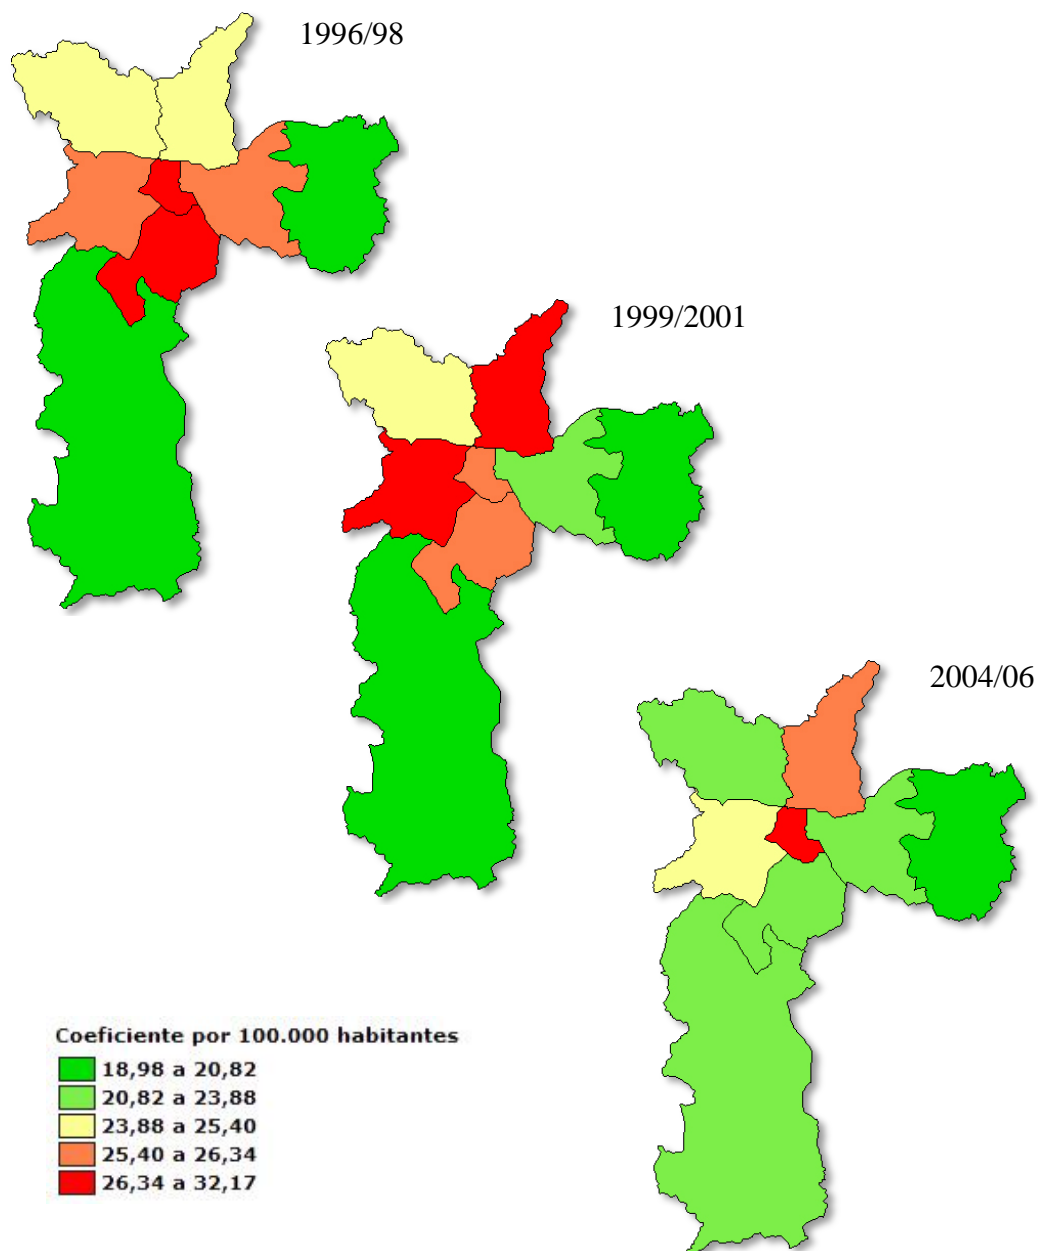 1996/98
1999/2001
2004/06
Coeficiente por 100.000 habitantes
18,98 a 20,82
20,82 a 23,88
23,88 a 25,40
25,40 a 26,34
26,34 a 32,17